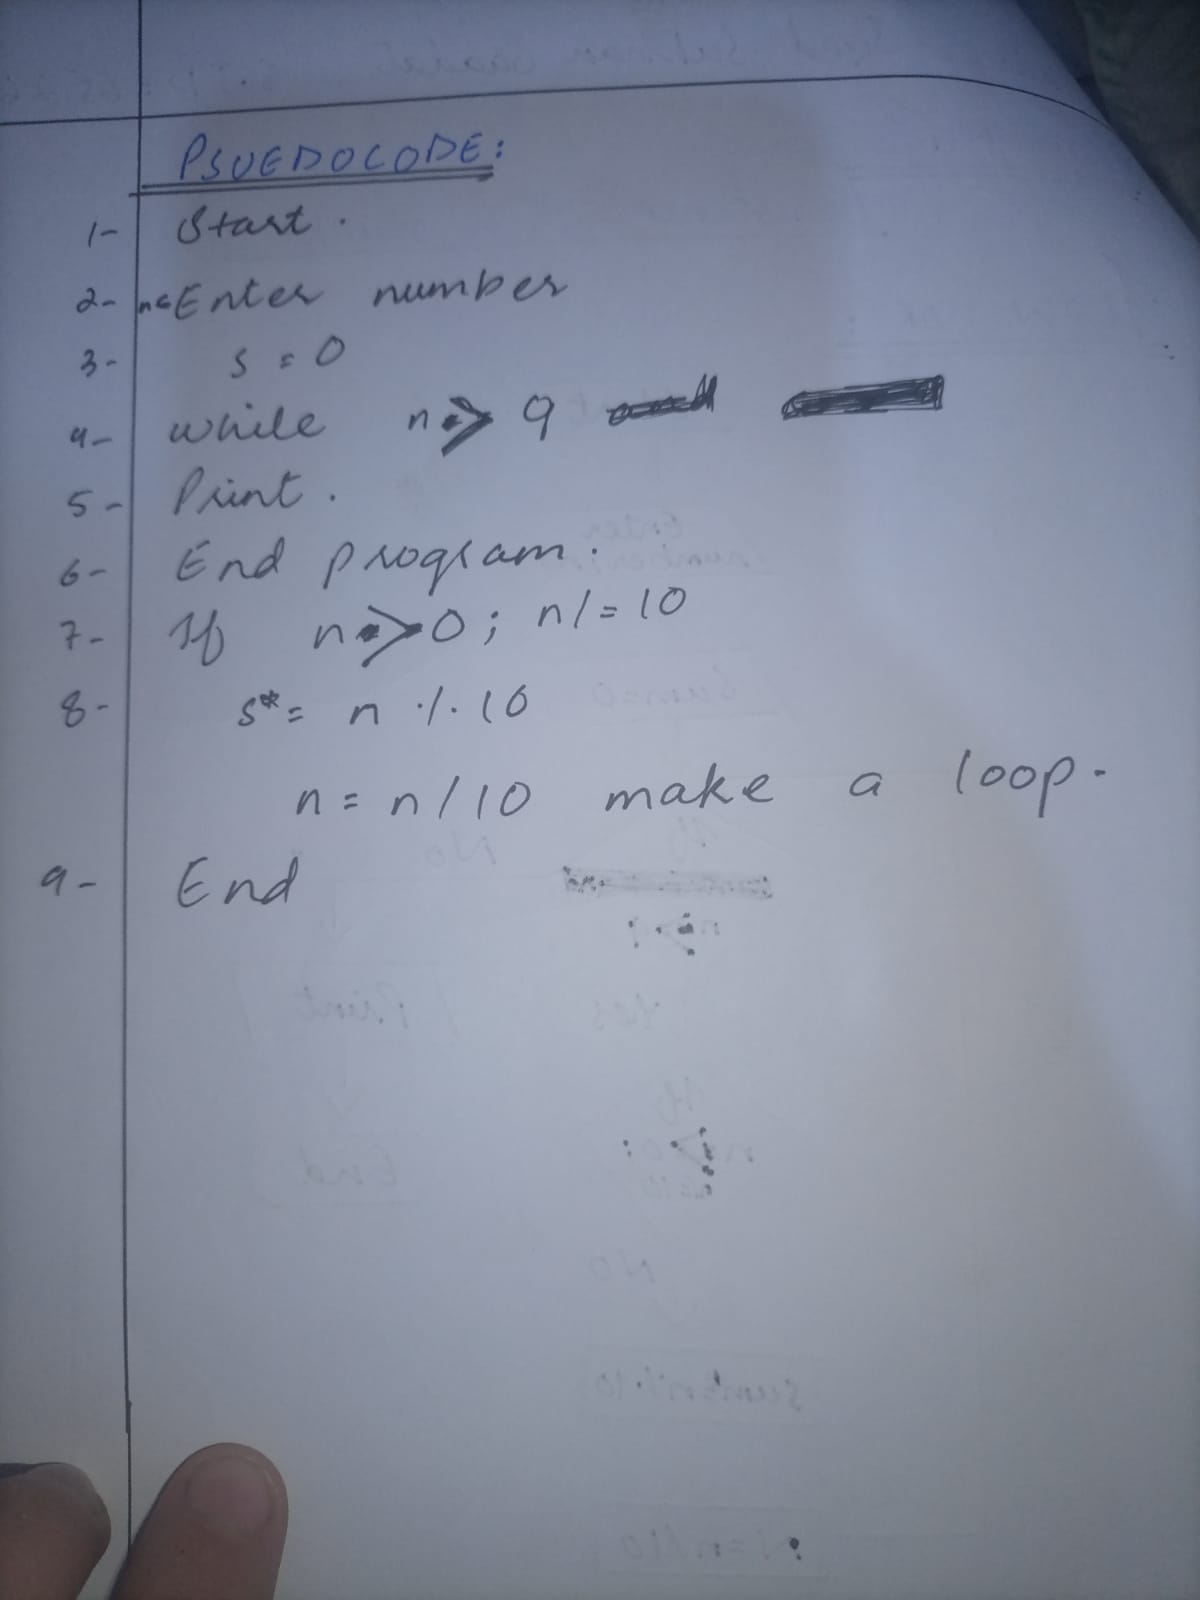 PSUEDOCODE:
1- Start.
2- n= Enter number
3- s = 0
4- while n > 9
5- Print.
6- End program.
7- If n > 0; n/=10
8- s*= n % 10
n = n/10 make a loop.
9- End